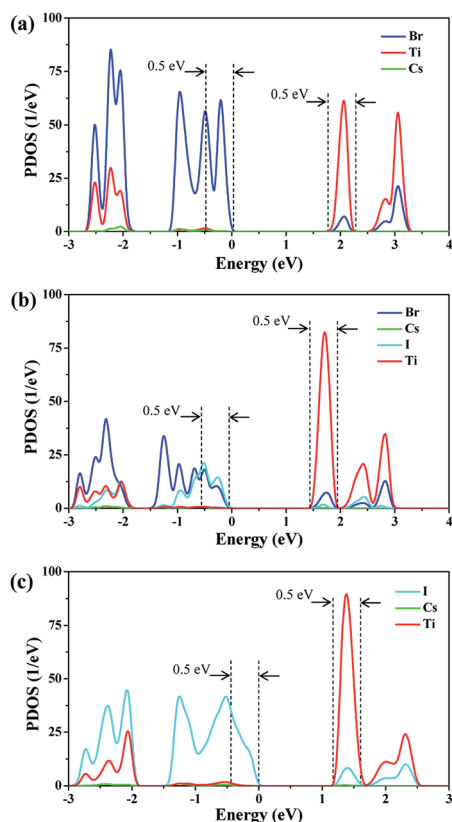 (a)
100
75
50
25
0
PDOS (1/eV)
0.5 eV
0.5 eV
Br
Ti
Cs
-3 -2 -1 0 1 2 3 4
Energy (eV)
(b)
100
75
50
25
0
PDOS (1/eV)
0.5 eV
0.5 eV
Br
Cs
I
Ti
-3 -2 -1 0 1 2 3 4
Energy (eV)
(c)
100
75
50
25
0
PDOS (1/eV)
0.5 eV
0.5 eV
I
Cs
Ti
-3 -2 -1 0 1 2 3
Energy (eV)